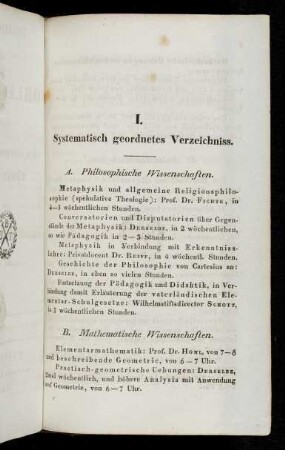 I.
Systematisch geordnetes Verzeichniss.
A. Philosophische Wissenschaften.
Metaphysik und allgemeine Religionsphilo-
sophie (spekulative Theologie): Prof. Dr. FICHTE, in
4—5 wöchentlichen Stunden.
Conversatorien und Disputatorien über Gegen-
stände der Metaphysik: DERSELBE, in 2 wöchentlichen,
so wie Pädagogik in 2—3 Stunden.
Metaphysik in Verbindung mit Erkenntniss-
lehre: Privatdocent Dr. REIFF, in 4 wöchentl. Stunden.
Geschichte der Philosophie von Cartesius an:
DERSELBE, in eben so vielen Stunden.
Fortsetzung der Pädagogik und Didaktik, in Ver-
bindung damit Erläuterung der vaterländischen Ele-
mentar-Schulgesetze: Wilhelmstiftsdirector SCHOTT,
in 3 wöchentlichen Stunden.
B. Mathematische Wissenschaften.
Elementarmathematik: Prof. Dr. HOHL, von 7—8
und beschreibende Geometrie, von 6—7 Uhr.
Practisch-geometrische Uebungen: DERSELBE,
2mal wöchentlich, und höhere Analysis mit Anwendung
auf Geometrie, von 6—7 Uhr.